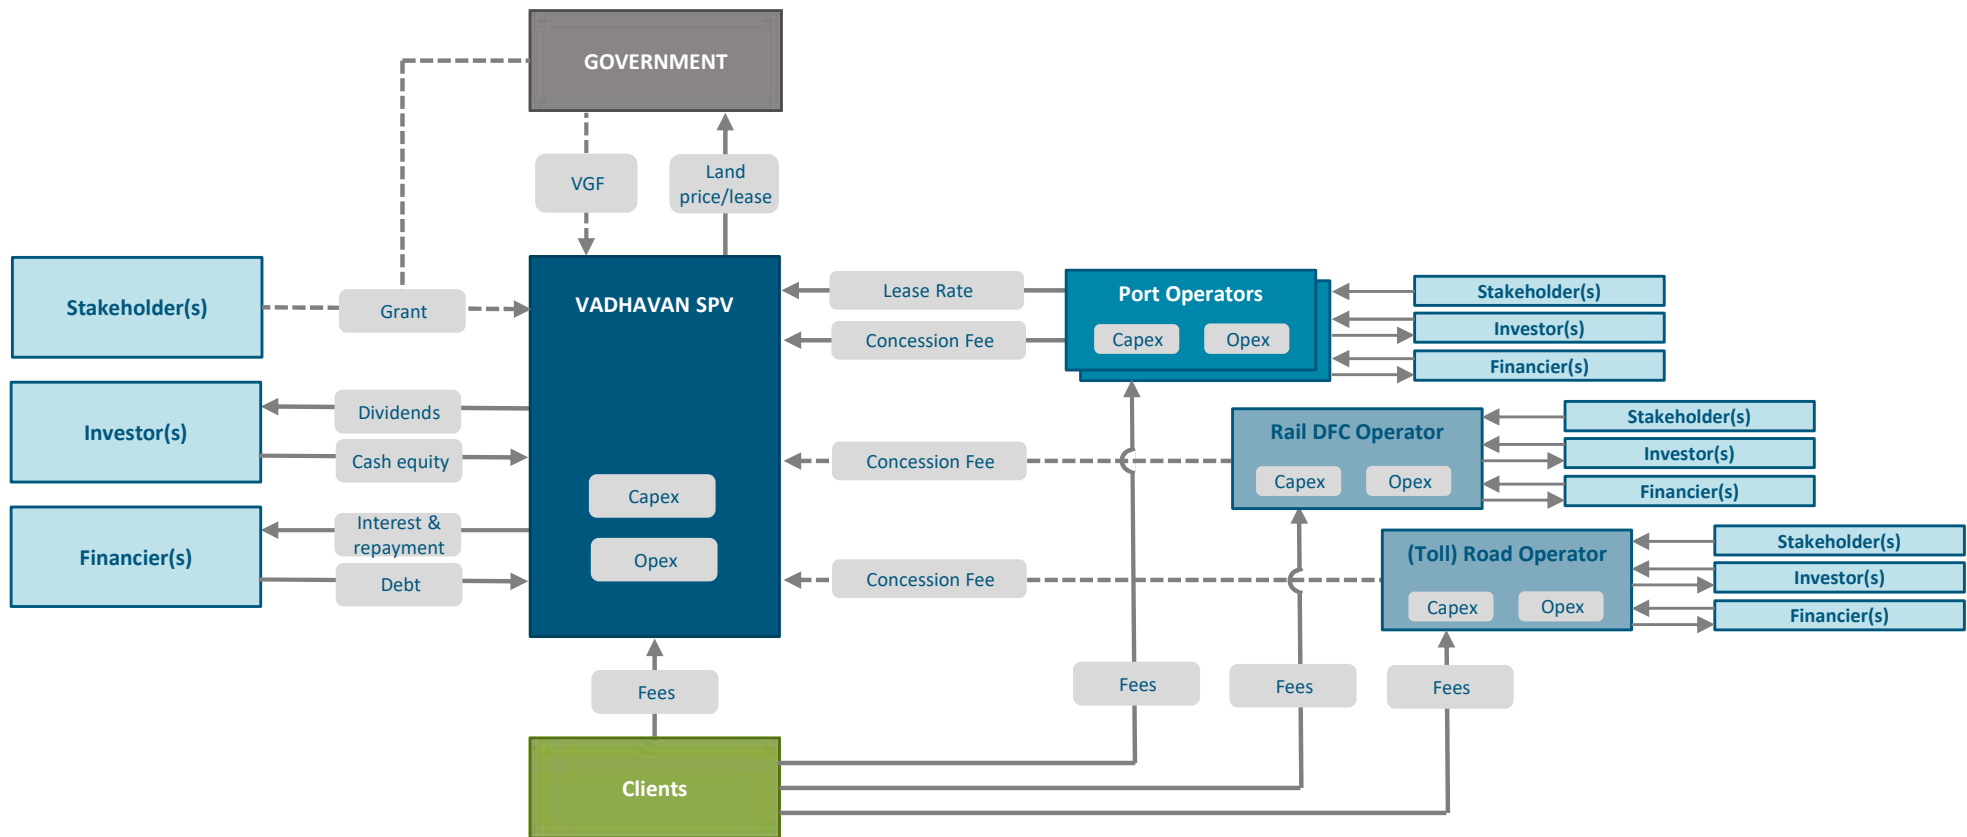 GOVERNMENT
VGF
Land
price/lease
Stakeholder(s)
Grant
VADHAVAN SPV
Lease Rate
Port Operators
Stakeholder(s)
Concession Fee
Capex
Opex
Investor(s)
Financier(s)
Investor(s)
Dividends
Cash equity
Concession Fee
Rail DFC Operator
Stakeholder(s)
Investor(s)
Capex
Opex
Financier(s)
Capex
Financier(s)
Interest &
repayment
Debt
Opex
Concession Fee
(Toll) Road Operator
Stakeholder(s)
Investor(s)
Capex
Opex
Financier(s)
Fees
Fees
Fees
Fees
Clients